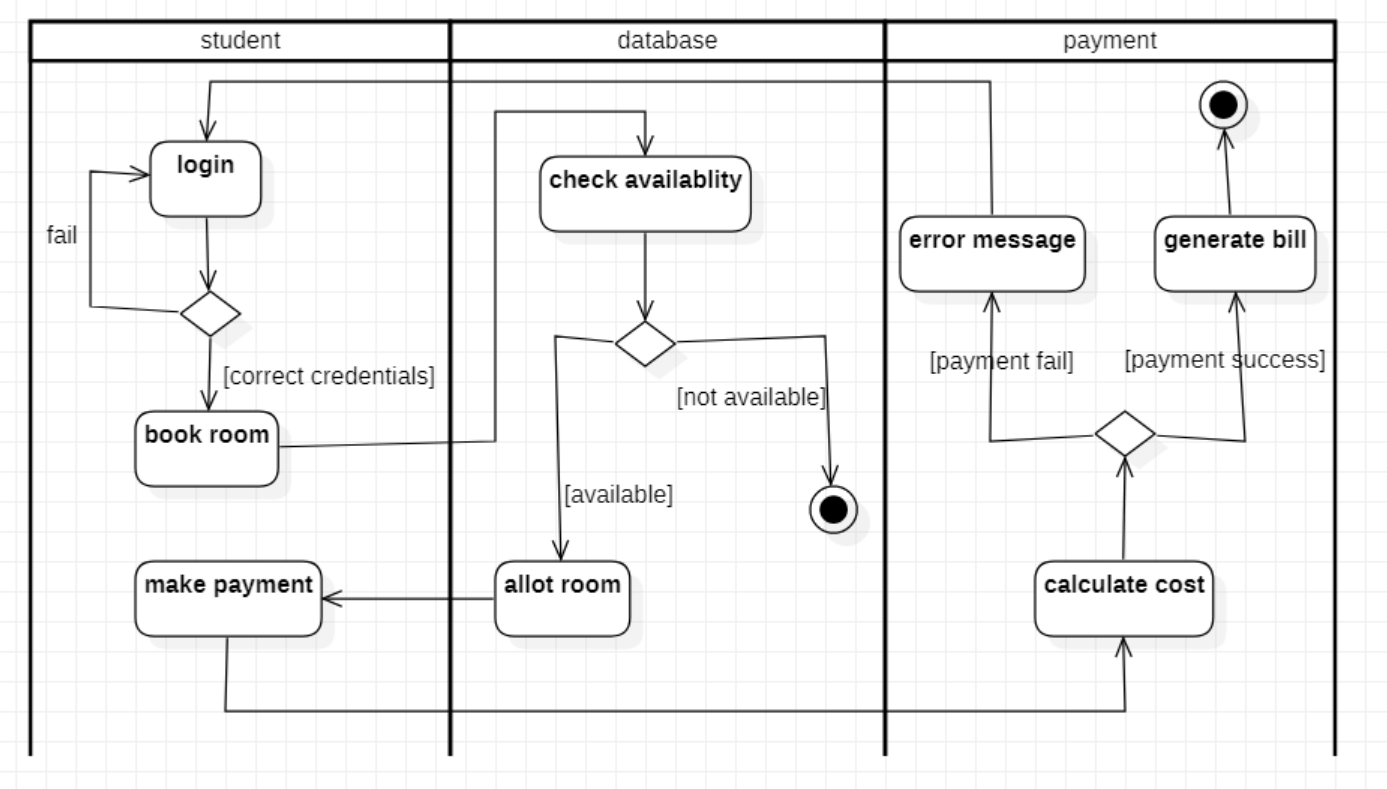 student
database
payment
login
fail
[correct credentials]
book room
make payment
check availablity
[not available]
[available]
allot room
error message
generate bill
[payment fail]
[payment success]
calculate cost